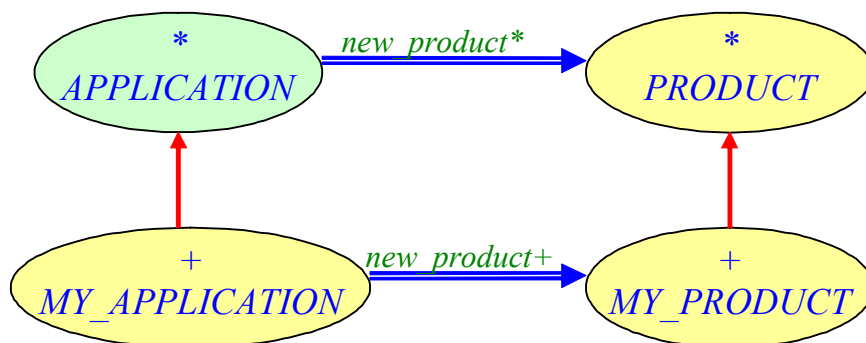 *
APPLICATION
new_product*
*
PRODUCT
+
MY_APPLICATION
new_product+
+
MY_PRODUCT